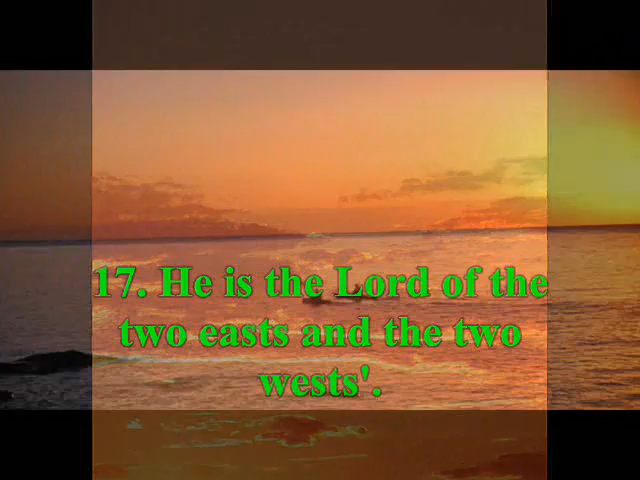 17. He is the Lord of the
two easts and the two
wests'.